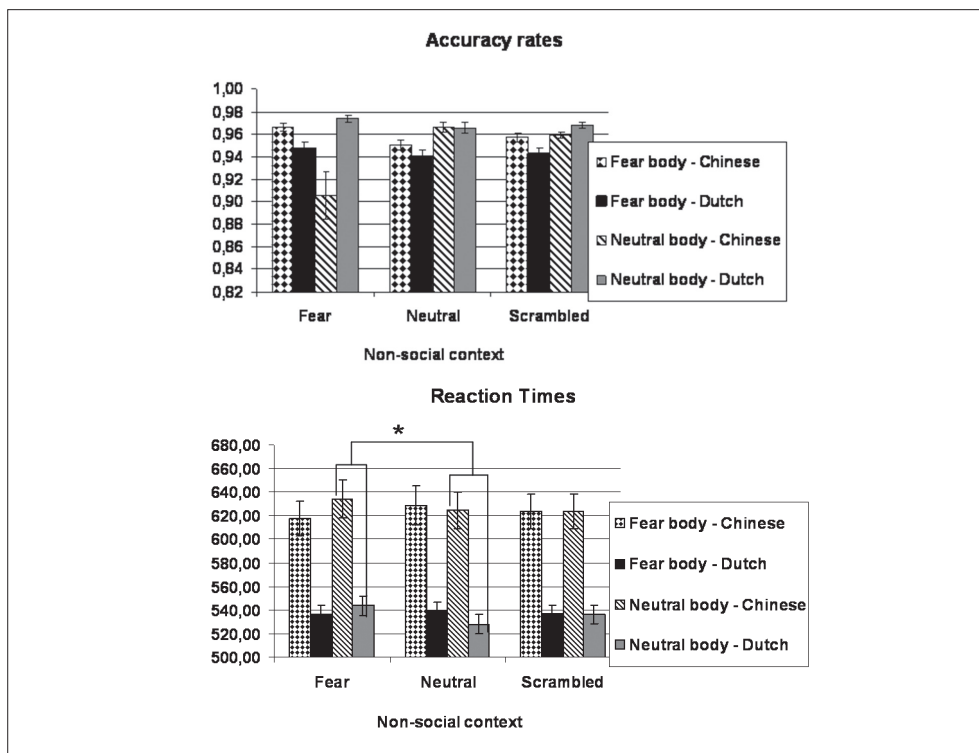 Accuracy rates
1,00
0,98
0,96
0,94
0,92
0,90
0,88
0,86
0,84
0,82
Fear Neutral Scrambled
Non-social context
Fear body - Chinese
Fear body - Dutch
Neutral body - Chinese
Neutral body - Dutch
Reaction Times
*
680,00
660,00
640,00
620,00
600,00
580,00
560,00
540,00
520,00
500,00
Fear Neutral Scrambled
Non-social context
Fear body - Chinese
Fear body - Dutch
Neutral body - Chinese
Neutral body - Dutch